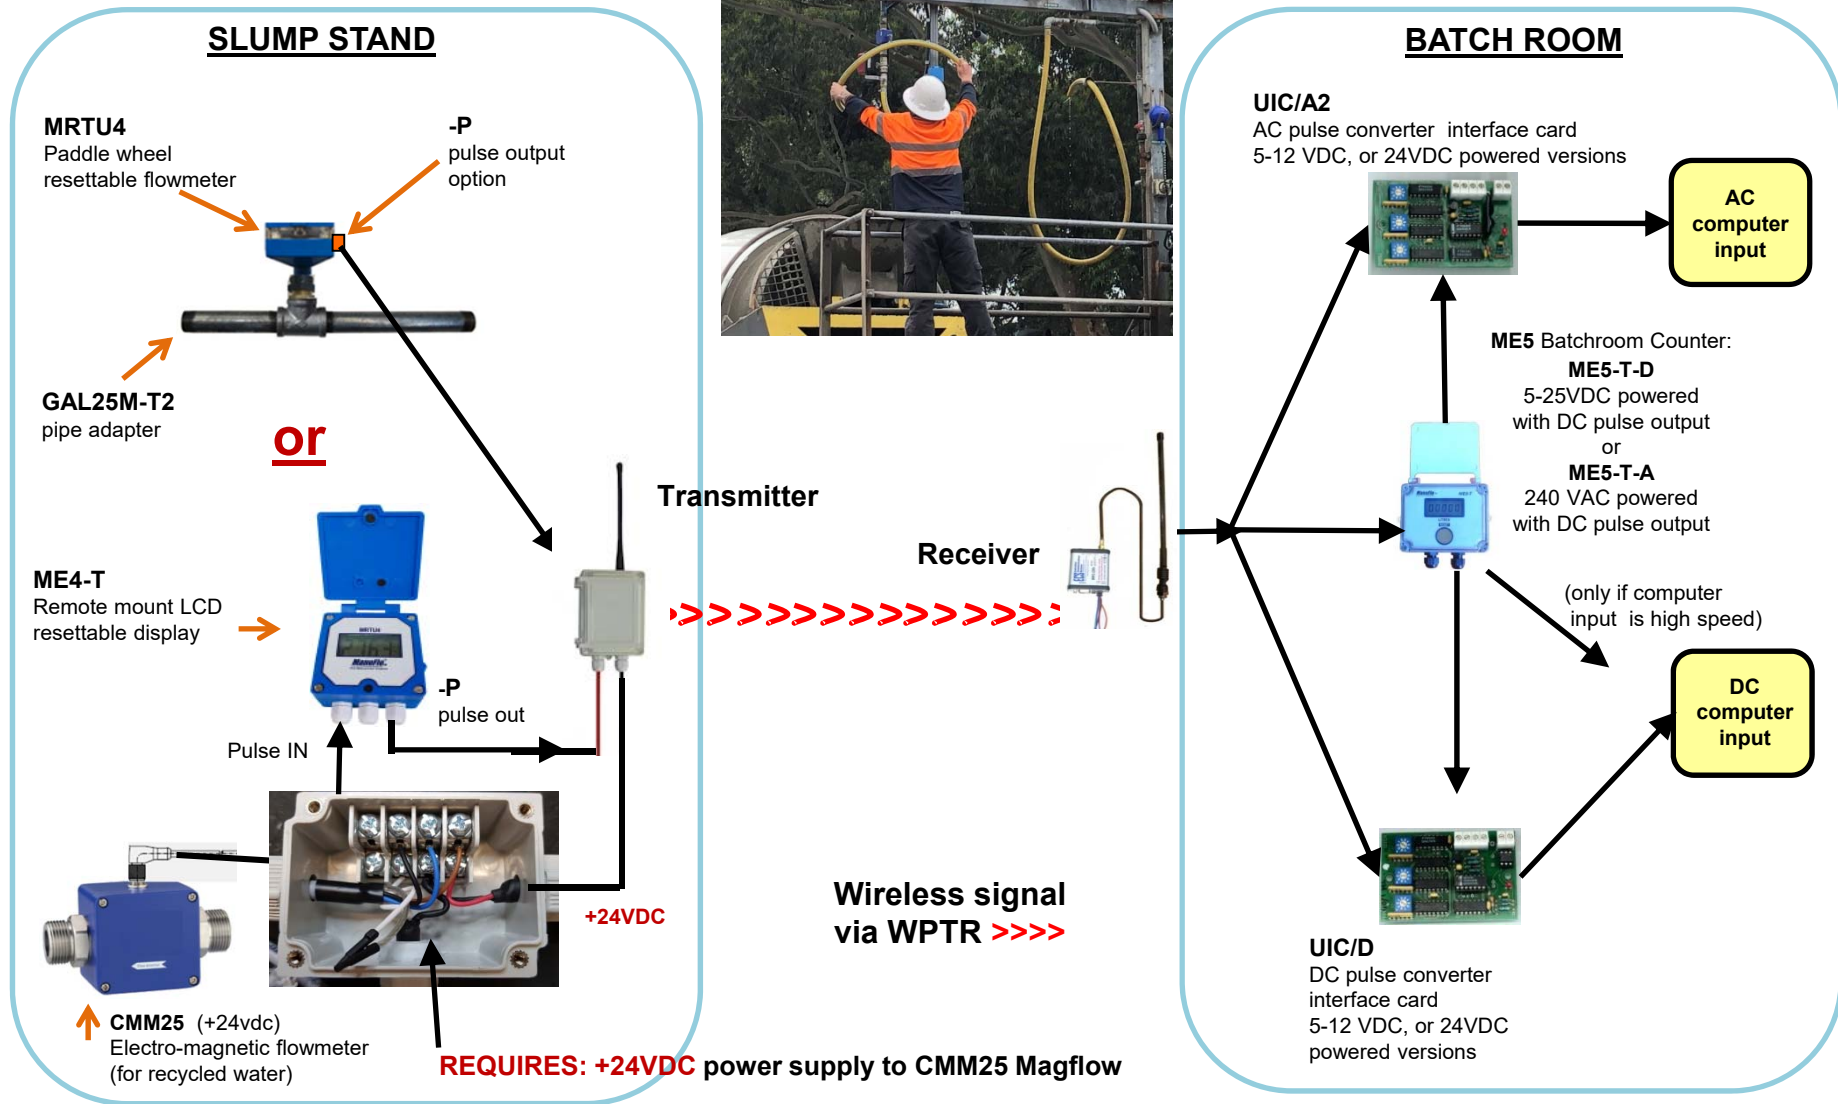 SLUMP STAND
MRTU4
Paddle wheel
resettable flowmeter
-P
pulse output
option
GAL25M-T2
pipe adapter
or
ME4-T
Remote mount LCD
resettable display
MRTU4
Manuflo
-P
pulse out
Pulse IN
+24VDC
CMM25 (+24vdc)
Electro-magnetic flowmeter
(for recycled water)
REQUIRES: +24VDC power supply to CMM25 Magflow
Transmitter
Receiver
>>>>>>>>>>>>>>
Wireless signal
via WPTR >>>>
BATCH ROOM
UIC/A2
AC pulse converter interface card
5-12 VDC, or 24VDC powered versions
AC
computer
input
ME5 Batchroom Counter:
ME5-T-D
5-25VDC powered
with DC pulse output
or
ME5-T-A
240 VAC powered
with DC pulse output
Manuflo
ME5-T
(only if computer
input is high speed)
DC
computer
input
UIC/D
DC pulse converter
interface card
5-12 VDC, or 24VDC
powered versions